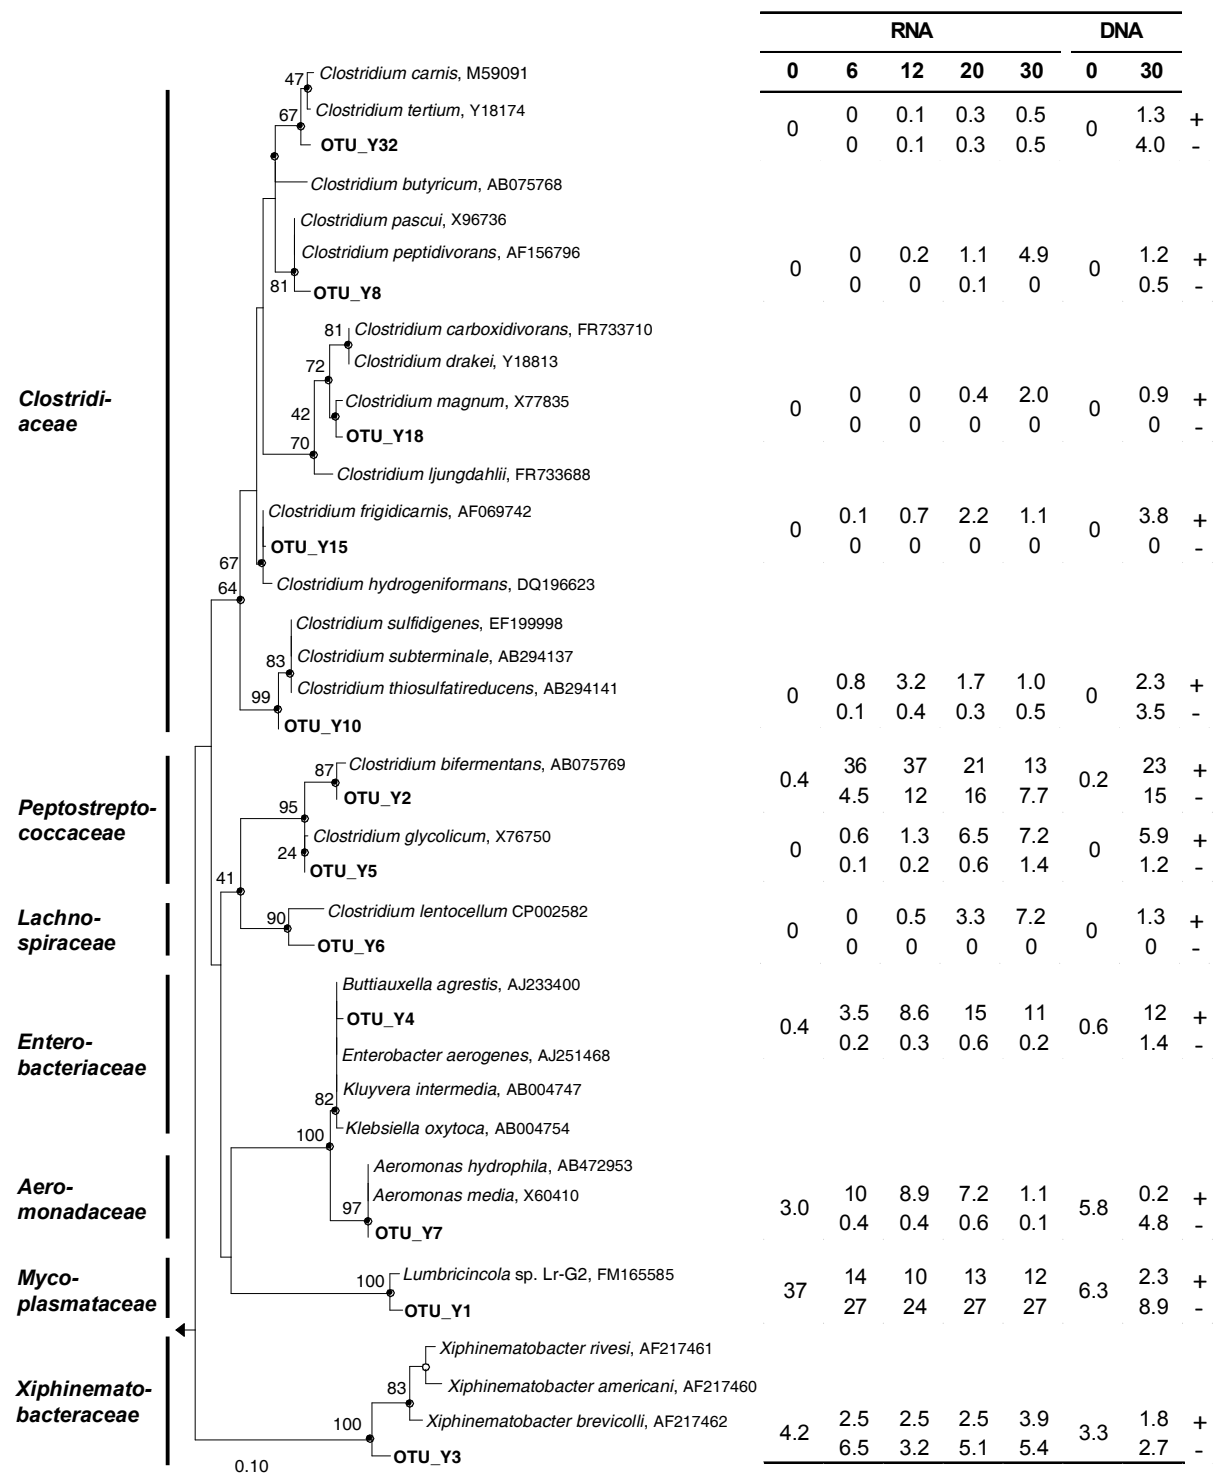 RNA DNA
0 6 12 20 30 0 30
47 Clostridium carnis, M59091
67 Clostridium tertium, Y18174
0 0 0.1 0.3 0.5 0 1.3 +
OTU_Y32
0 0.1 0.3 0.5 4.0 -
Clostridium butyricum, AB075768
Clostridium pascui, X96736
Clostridium peptidivorans, AF156796
0 0 0.2 1.1 4.9 0 1.2 +
81 OTU_Y8
0 0 0.1 0 0.5 -
81 Clostridium carboxidivorans, FR733710
72 Clostridium drakei, Y18813
Clostridi-
aceae
Clostridium magnum, X77835
0 0 0 0.4 2.0 0 0.9 +
42
OTU_Y18
0 0 0 0 0 -
70
Clostridium ljungdahlii, FR733688
Clostridium frigidicarnis, AF069742
0 0.1 0.7 2.2 1.1 0 3.8 +
OTU_Y15
0 0 0 0 0 -
67
Clostridium hydrogeniformans, DQ196623
64
Clostridium sulfidigenes, EF199998
Clostridium subterminale, AB294137
83
Clostridium thiosulfatireducens, AB294141
0 0.8 3.2 1.7 1.0 0 2.3 +
99
OTU_Y10
0.1 0.4 0.3 0.5 3.5 -
87 Clostridium bifermentans, AB075769
0.4 36 37 21 13 0.2 23 +
OTU_Y2
4.5 12 16 7.7 15 -
Peptostrepto-
coccaceae
95
Clostridium glycolicum, X76750
0 0.6 1.3 6.5 7.2 0 5.9 +
24
OTU_Y5
0.1 0.2 0.6 1.4 1.2 -
41
Lachno-
spiraceae
90 Clostridium lentocellum CP002582
0 0 0.5 3.3 7.2 0 1.3 +
OTU_Y6
0 0 0 0 0 -
Buttiauxella agrestis, AJ233400
OTU_Y4
0.4 3.5 8.6 15 11 0.6 12 +
0.2 0.3 0.6 0.2 1.4 -
Entero-
bacteriaceae
Enterobacter aerogenes, AJ251468
Kluyvera intermedia, AB004747
82
Klebsiella oxytoca, AB004754
100
Aeromonas hydrophila, AB472953
Aero-
monadaceae
Aeromonas media, X60410
3.0 10 8.9 7.2 1.1 5.8 0.2 +
97
OTU_Y7
0.4 0.4 0.6 0.1 4.8 -
Myco-
plasmataceae
100 Lumbricincola sp. Lr-G2, FM165585
37 14 10 13 12 6.3 2.3 +
OTU_Y1
27 24 27 27 8.9 -
Xiphinematobacter rivesi, AF217461
Xiphinemato-
bacteraceae
83 Xiphinematobacter americani, AF217460
Xiphinematobacter brevicolli, AF217462
4.2 2.5 2.5 2.5 3.9 3.3 1.8 +
100
OTU_Y3
6.5 3.2 5.1 5.4 2.7 -
0.10